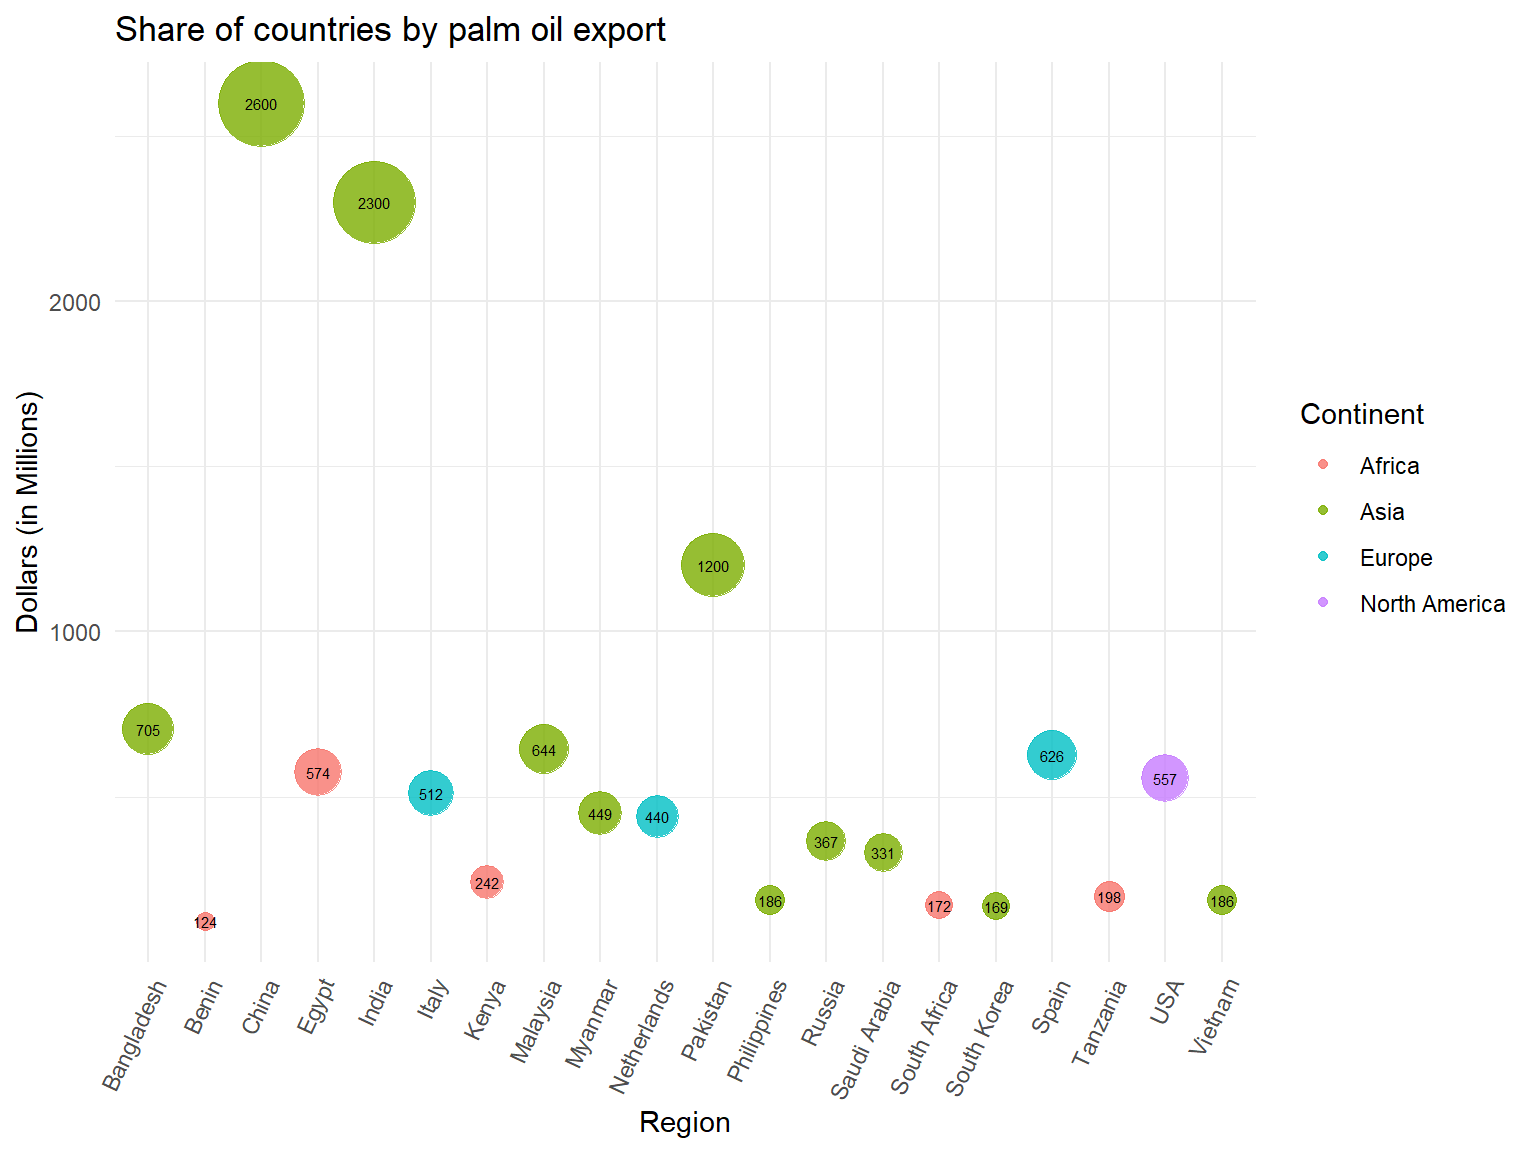 Share of countries by palm oil export
2600
2300
2000
1200
1000
705
644
626
574
557
512
449
440
367
331
242
198
186
186
172
169
124
Dollars (in Millions)
Bangladesh
Benin
China
Egypt
India
Italy
Kenya
Malaysia
Myanmar
Netherlands
Pakistan
Philippines
Russia
Saudi Arabia
South Africa
South Korea
Spain
Tanzania
USA
Vietnam
Region
Continent
Africa
Asia
Europe
North America